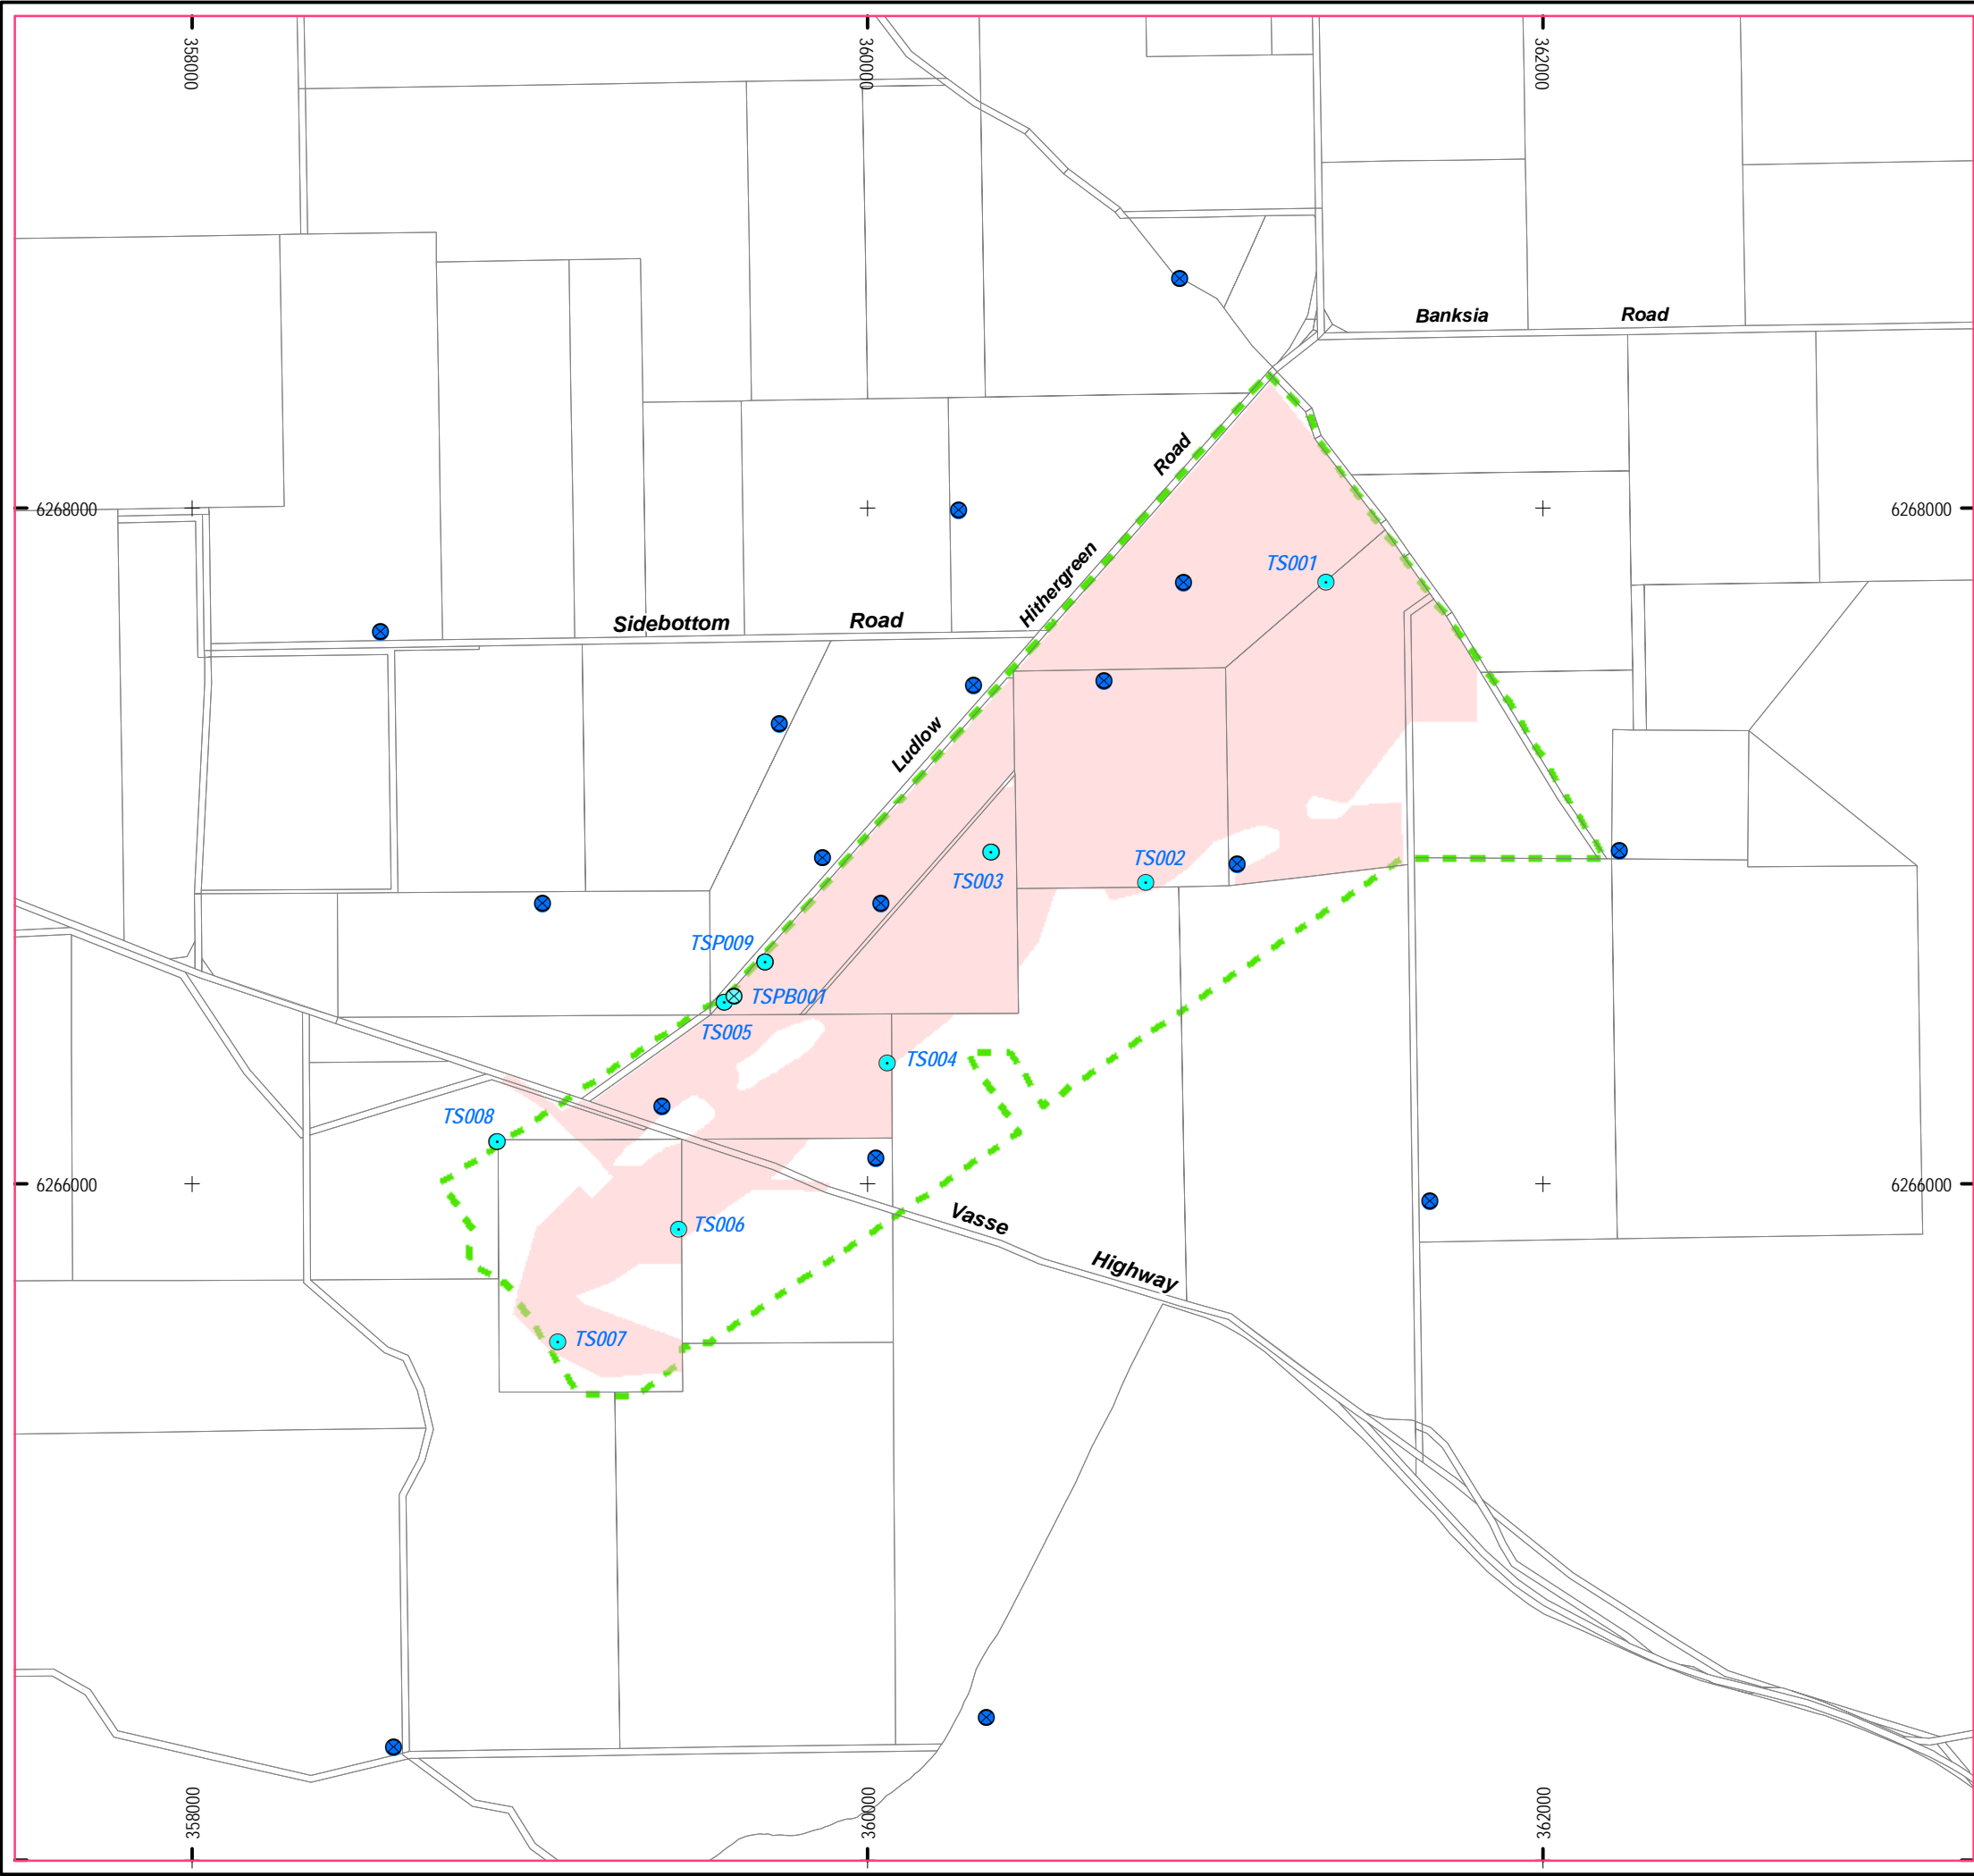 358000
360000
362000
Banksia Road
Road
6268000
6268000
TS001
Hithergreen
Sidebottom Road
Ludlow
TS002
TS003
TSP009
TSPB001
TS005
TS004
TS008
6266000
6266000
Vasse
TS006
Highway
TS007
358000
360000
362000